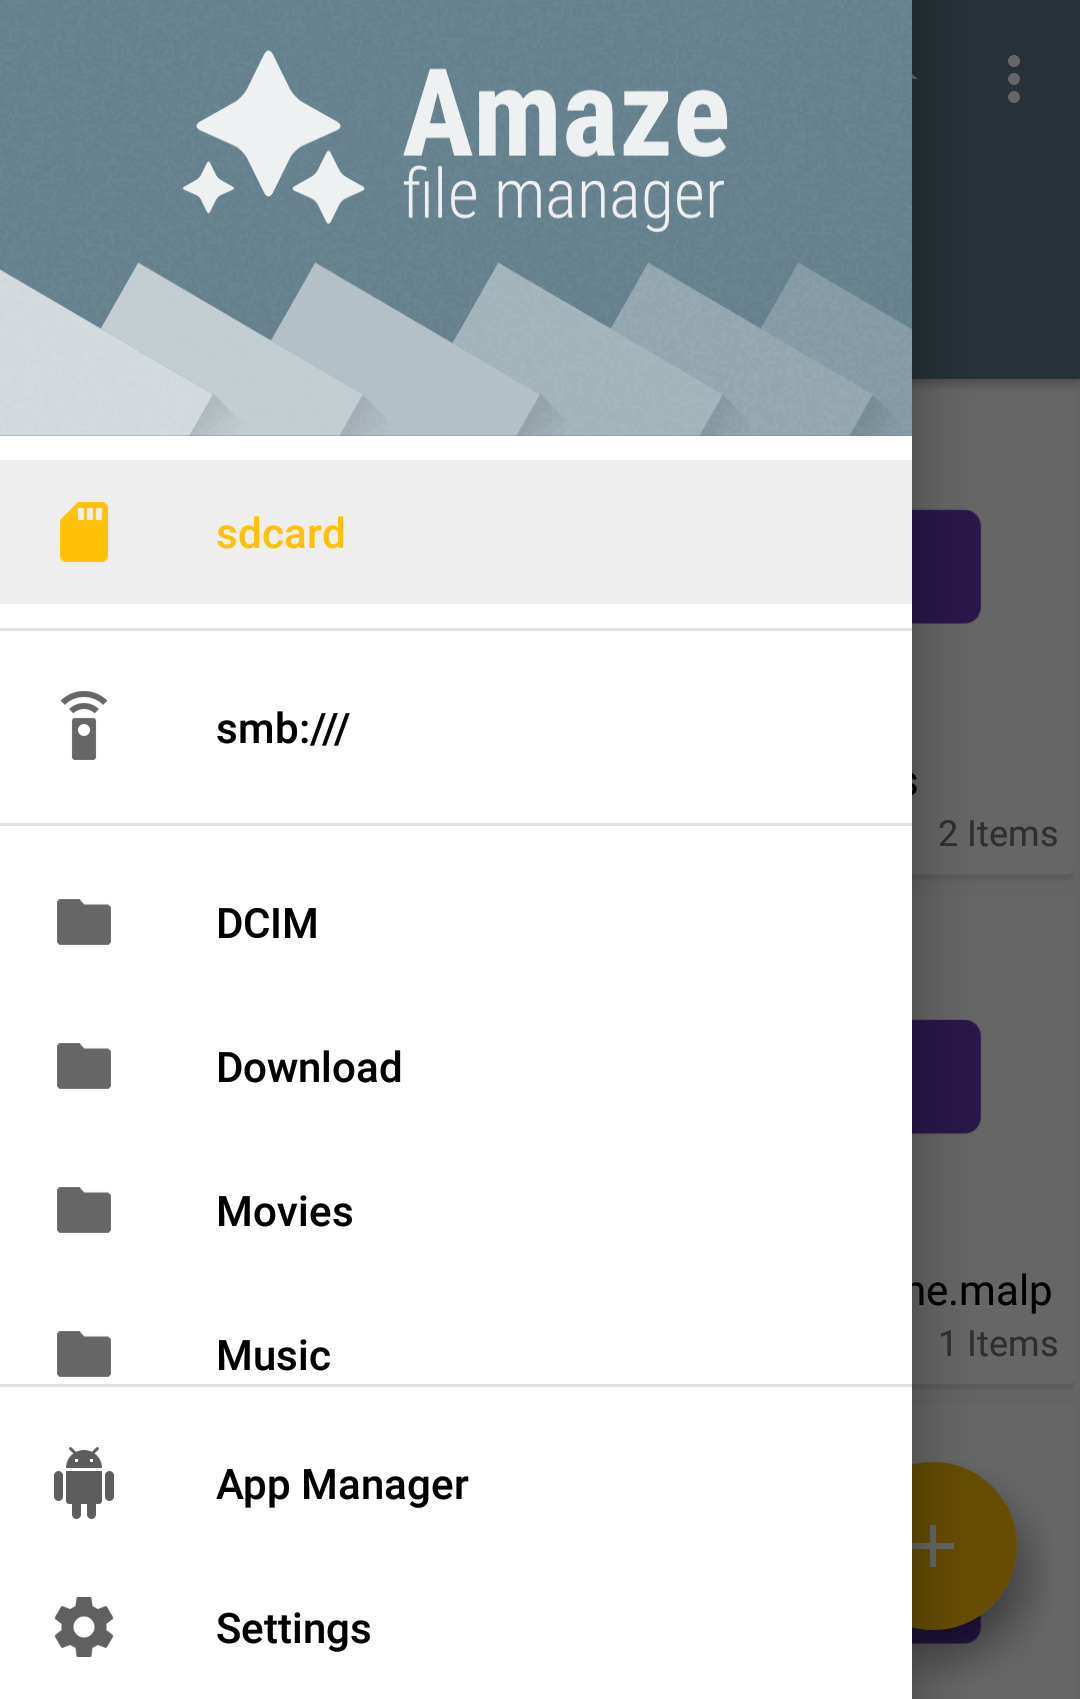 Amaze
file manager
sdcard
smb:///
2 Items
DCIM
Download
Movies
ne.malp
1 Items
Music
App Manager
Settings